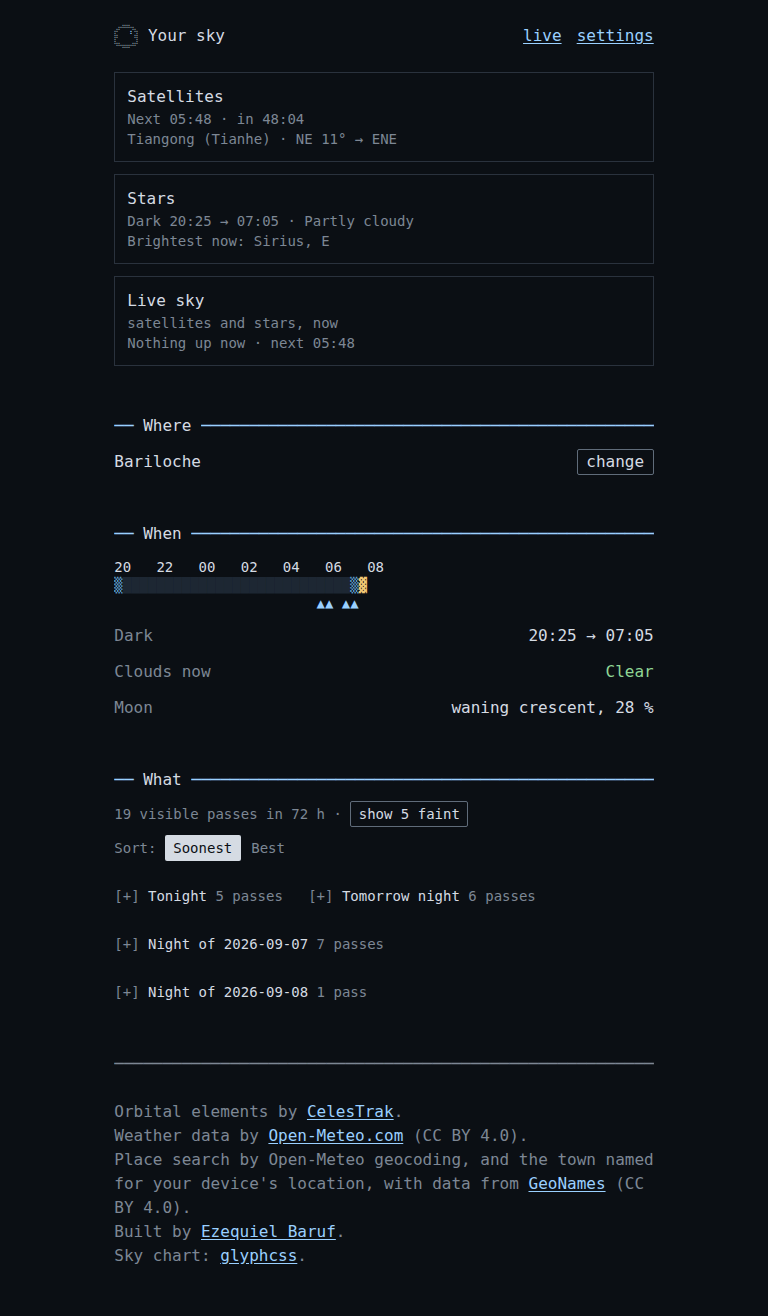 Your sky live settings
Satellites
Next 05:48 · in 48:04
Tiangong (Tianhe) · NE 11° → ENE
Stars
Dark 20:25 → 07:05 · Partly cloudy
Brightest now: Sirius, E
Live sky
satellites and stars, now
Nothing up now · next 05:48
Where
Bariloche change
When
20 22 00 02 04 06 08
▲▲ ▲▲
Dark 20:25 → 07:05
Clouds now Clear
Moon waning crescent, 28 %
What
19 visible passes in 72 h · show 5 faint
Sort: Soonest Best
[+] Tonight 5 passes [+] Tomorrow night 6 passes
[+] Night of 2026-09-07 7 passes
[+] Night of 2026-09-08 1 pass
Orbital elements by CelesTrak.
Weather data by Open-Meteo.com (CC BY 4.0).
Place search by Open-Meteo geocoding, and the town named
for your device's location, with data from GeoNames (CC
BY 4.0).
Built by Ezequiel Baruf.
Sky chart: glyphcss.